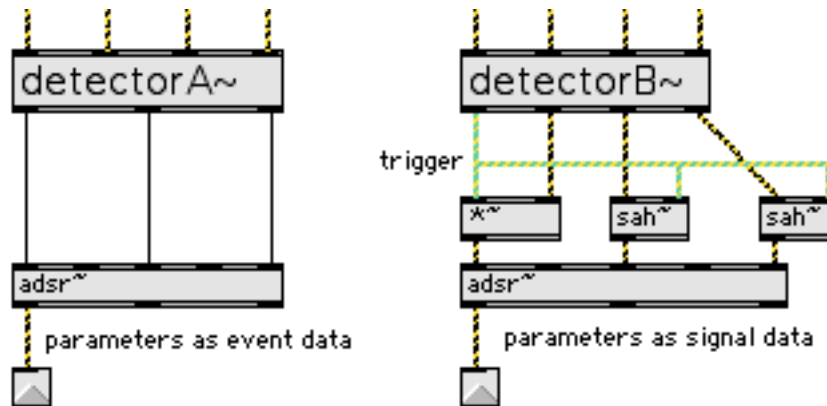 detectorA~
detectorB~
trigger
*~
sah~
sah~
adsr~
adsr~
parameters as event data
parameters as signal data